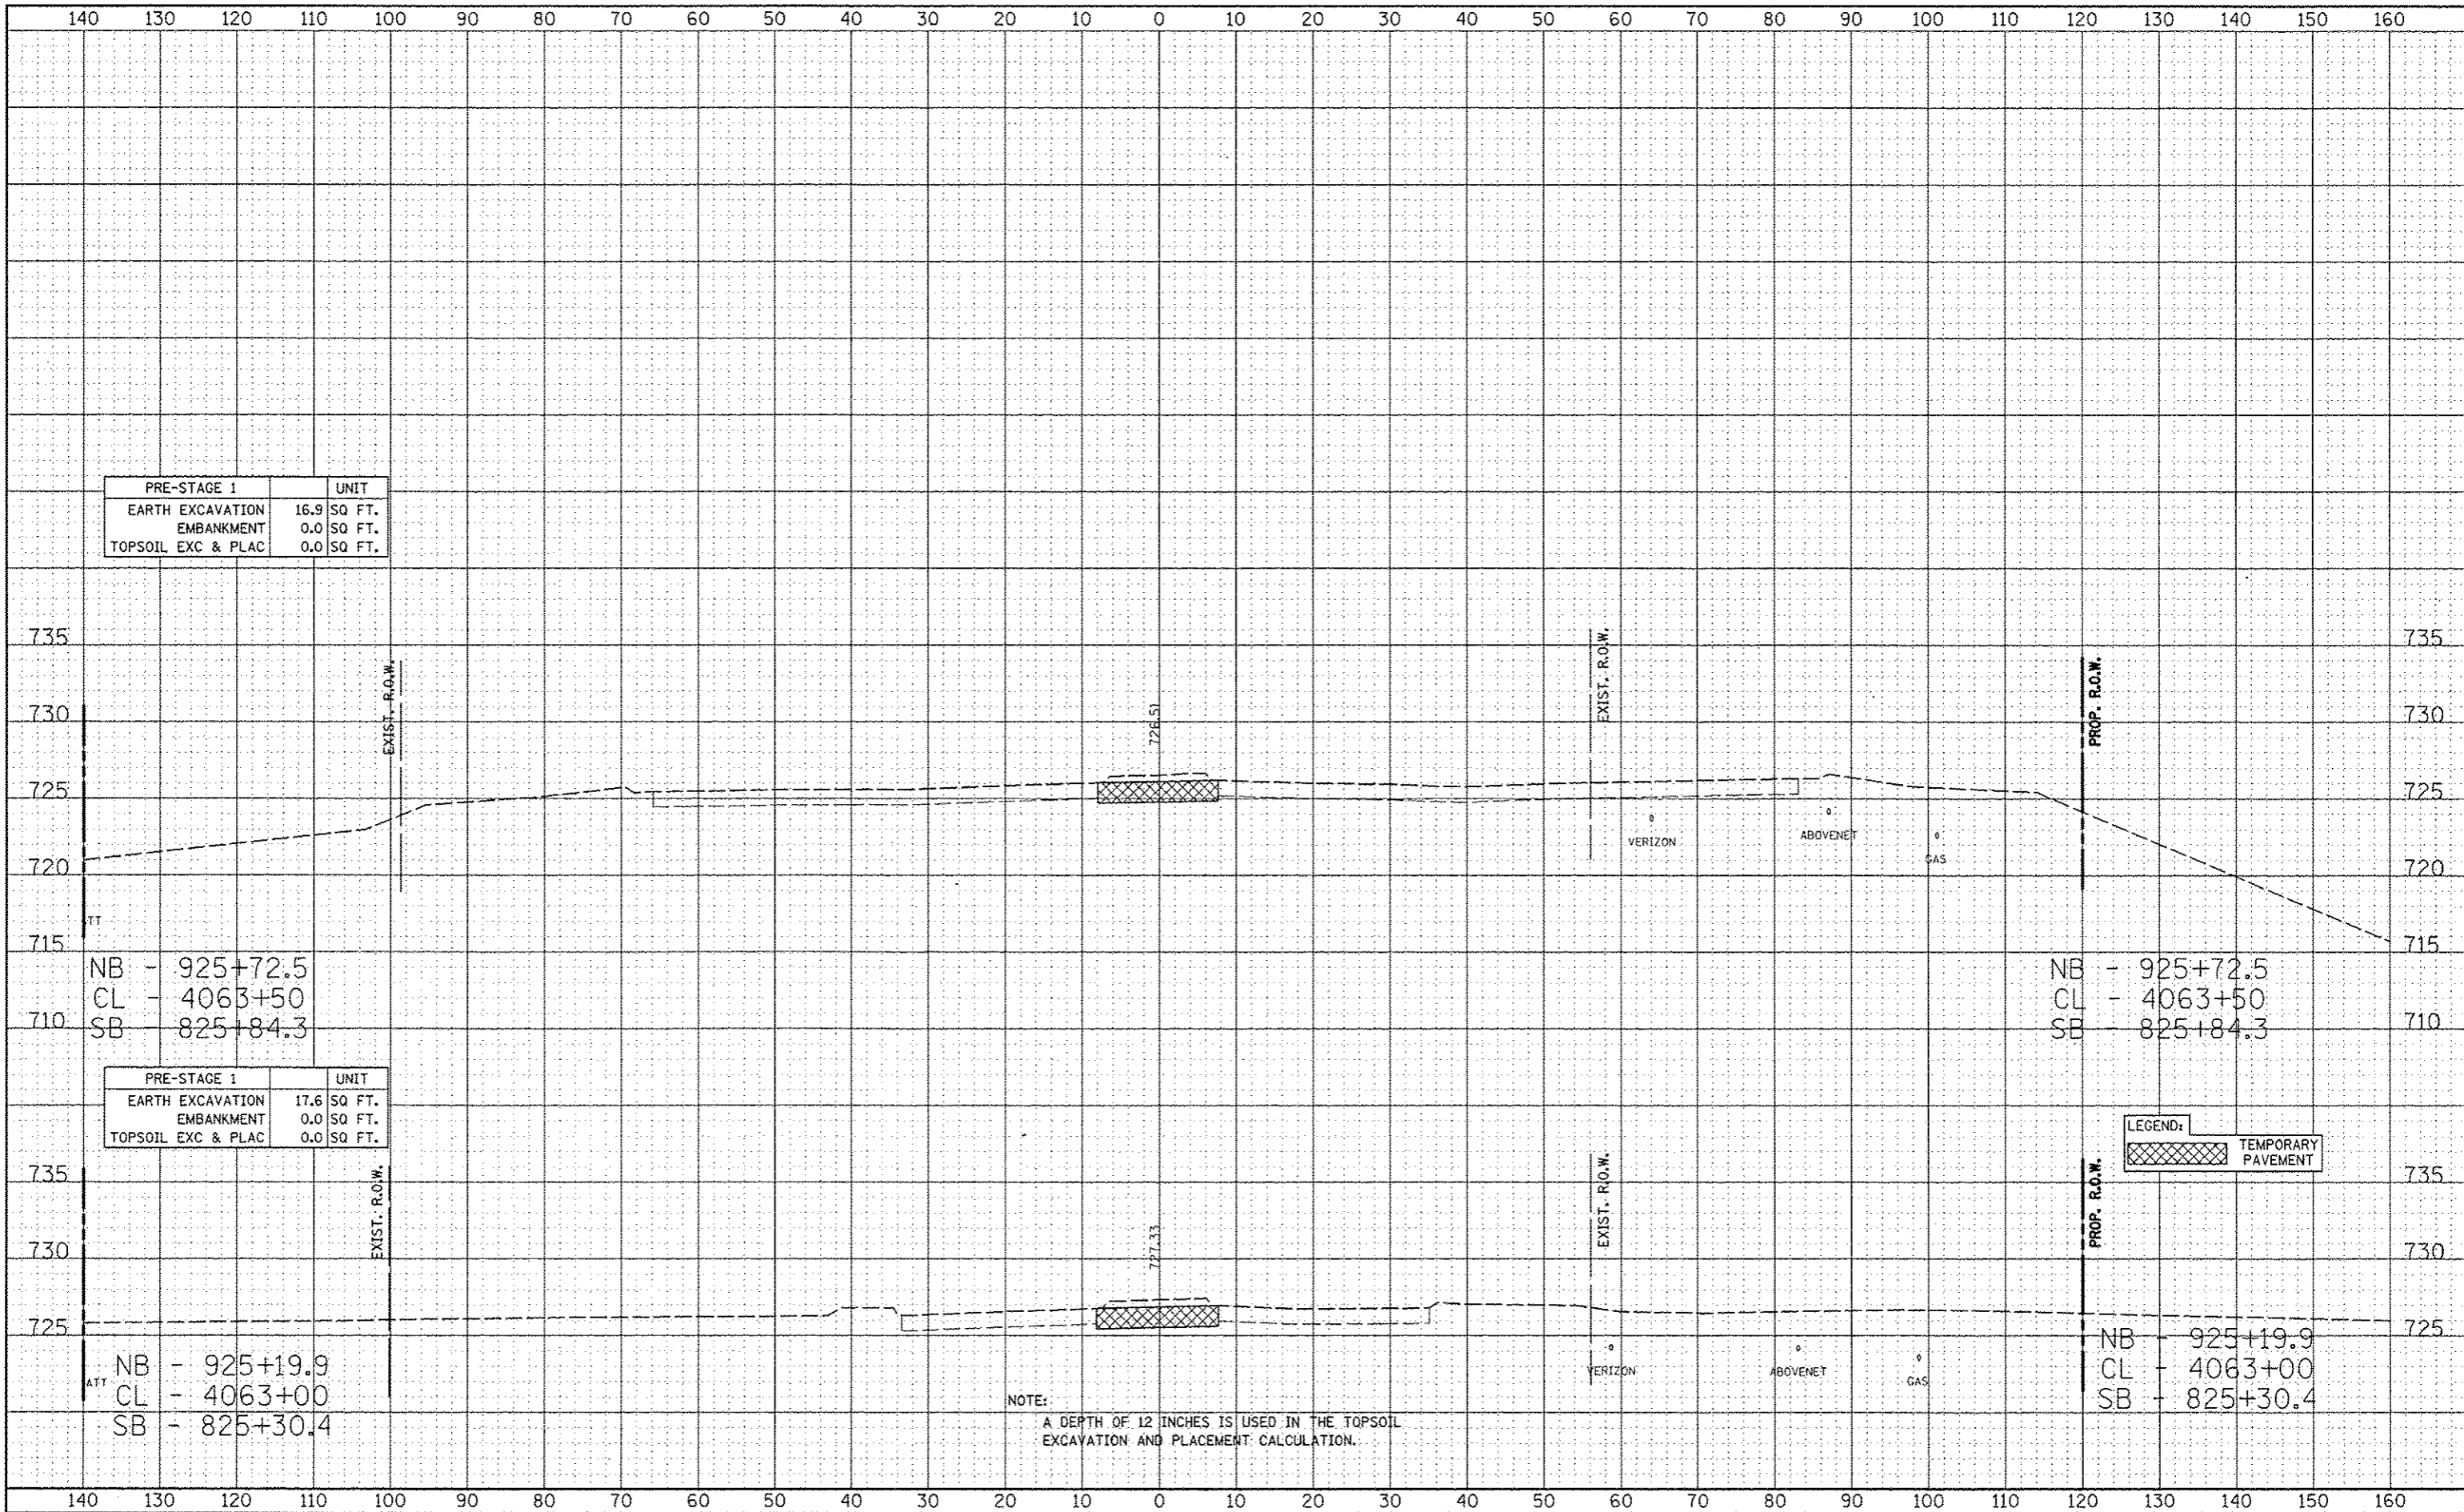 140 130 120 110 100 90 80 70 60 50 40 30 20 10 0 10 20 30 40 50 60 70 80 90 100 110 120 130 140 150 160
PRE-STAGE 1 UNIT
EARTH EXCAVATION 16.9 SQ FT.
EMBANKMENT 0.0 SQ FT.
TOPSOIL EXC & PLAC 0.0 SQ FT.
735 735
EXIST. R.O.W.
EXIST. R.O.W.
PROP. R.O.W.
730 730
726.51
725 725
VERIZON
ABOVENET
GAS
720 720
ATT
715 715
NB - 925+72.5
CL - 4063+50
SB - 825+84.3
NB - 925+72.5
CL - 4063+50
SB - 825+84.3
710 710
PRE-STAGE 1 UNIT
EARTH EXCAVATION 17.6 SQ FT.
EMBANKMENT 0.0 SQ FT.
TOPSOIL EXC & PLAC 0.0 SQ FT.
LEGEND:
TEMPORARY
PAVEMENT
735 735
EXIST. R.O.W.
EXIST. R.O.W.
PROP. R.O.W.
730 730
727.33
725 725
VERIZON
ABOVENET
GAS
ATT
NB - 925+19.9
CL - 4063+00
SB - 825+30.4
NB - 925+19.9
CL - 4063+00
SB - 825+30.4
NOTE:
A DEPTH OF 12 INCHES IS USED IN THE TOPSOIL
EXCAVATION AND PLACEMENT CALCULATION.
140 130 120 110 100 90 80 70 60 50 40 30 20 10 0 10 20 30 40 50 60 70 80 90 100 110 120 130 140 150 160